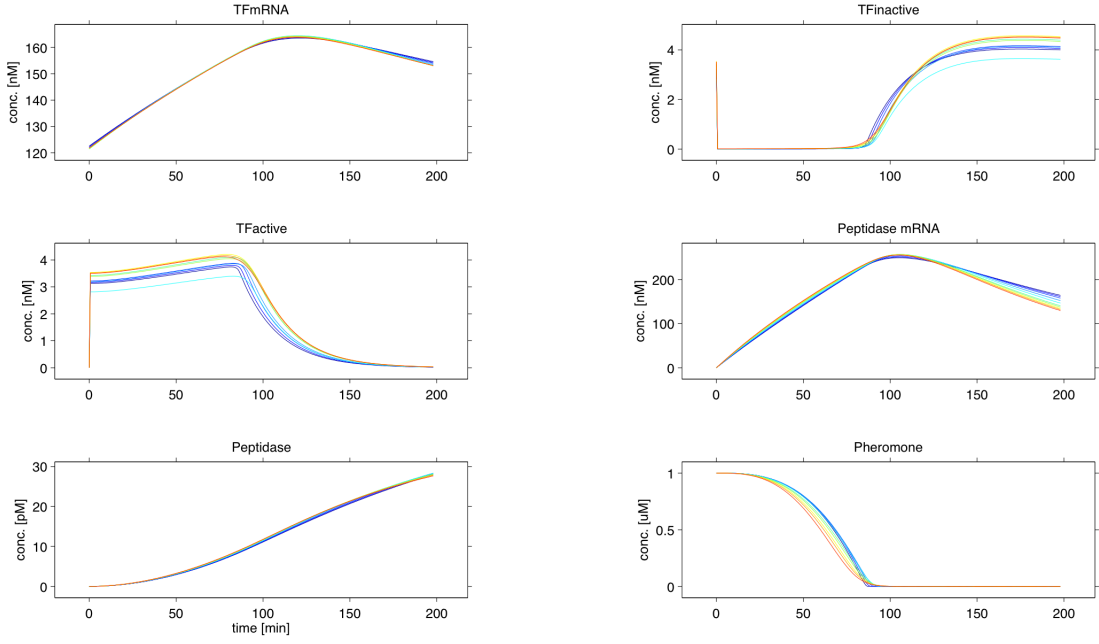 TFmRNA
conc. [nM]
160
150
140
130
120
0 50 100 150 200
TFinactive
conc. [nM]
4
2
0
0 50 100 150 200
TFactive
conc. [nM]
4
3
2
1
0
0 50 100 150 200
Peptidase mRNA
conc. [nM]
200
100
0
0 50 100 150 200
Peptidase
conc. [pM]
30
20
10
0
0 50 100 150 200
time [min]
Pheromone
conc. [uM]
1
0.5
0
0 50 100 150 200